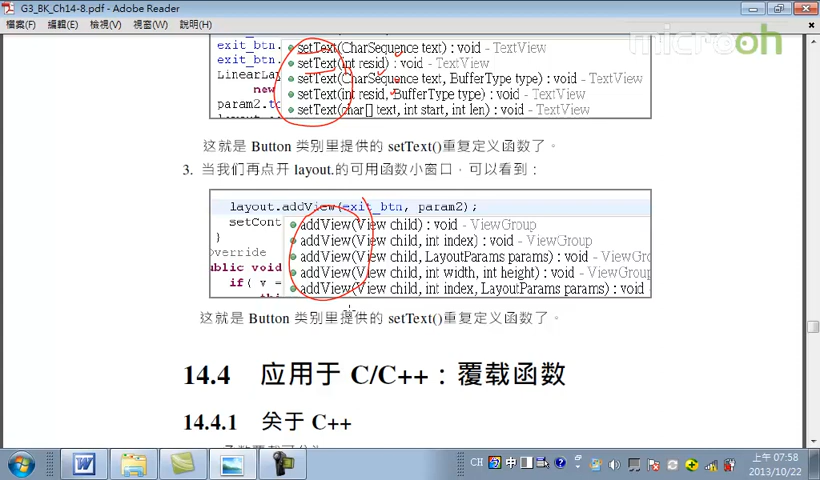 G3_BK_Ch14-8.pdf - Adobe Reader
檔案(F) 編輯(E) 檢視(V) 視窗(W) 說明(H)
microoh
exit_btn. setText(CharSequence text) : void - TextView
exit_btn. setText(int resid) : void - TextView
LinearLay setText(CharSequence text, BufferType type) : void - TextView
new setText(int resid, BufferType type) : void - TextView
param2.to setText(char[] text, int start, int len) : void - TextView
这就是 Button 类别里提供的 setText()重复定义函数了。
3. 当我们再点开 layout.的可用函数小窗口，可以看到：
layout.addView(exit_btn, param2);
setCont addView(View child) : void - ViewGroup
} addView(View child, int index) : void - ViewGroup
verride addView(View child, LayoutParams params) : void - ViewGroup
ublic void addView(View child, int width, int height) : void - ViewGroup
if( v = addView(View child, int index, LayoutParams params) : void
这就是 Button 类别里提供的 setText()重复定义函数了。
14.4 应用于 C/C++：覆载函数
14.4.1 关于 C++
CH 中
上午 07:58
2013/10/22